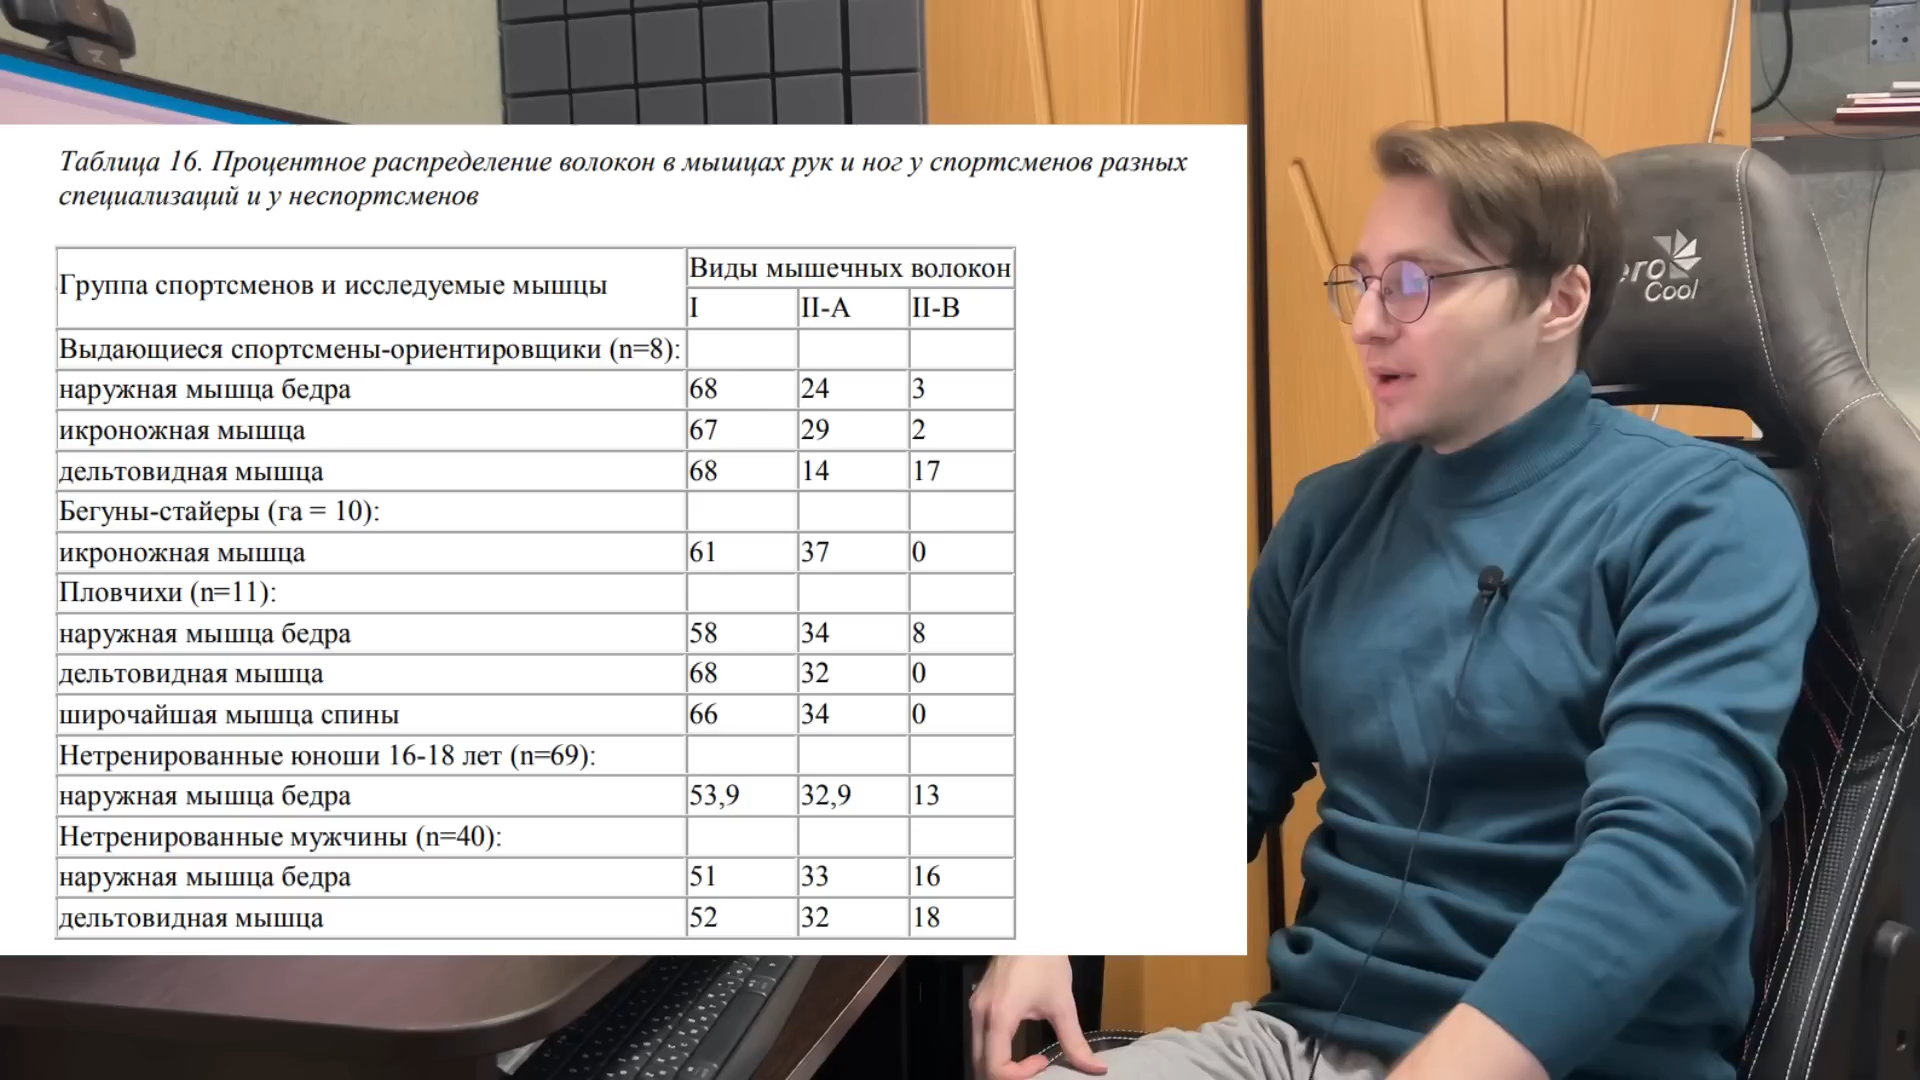 Таблица 16. Процентное распределение волокон в мышцах рук и ног у спортсменов разных
специализаций и у неспортсменов
Группа спортсменов и исследуемые мышцы
Виды мышечных волокон
I II-A II-B
Выдающиеся спортсмены-ориентировщики (n=8):
наружная мышца бедра 68 24 3
икроножная мышца 67 29 2
дельтовидная мышца 68 14 17
Бегуны-стайеры (га = 10):
икроножная мышца 61 37 0
Пловчихи (n=11):
наружная мышца бедра 58 34 8
дельтовидная мышца 68 32 0
широчайшая мышца спины 66 34 0
Нетренированные юноши 16-18 лет (n=69):
наружная мышца бедра 53,9 32,9 13
Нетренированные мужчины (n=40):
наружная мышца бедра 51 33 16
дельтовидная мышца 52 32 18
ero
Cool